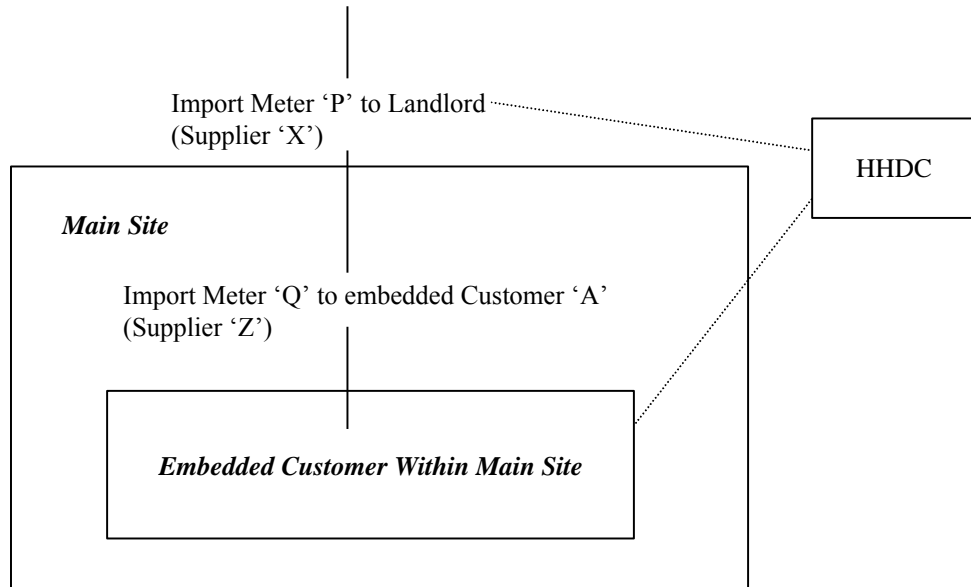 Import Meter ‘P’ to Landlord
(Supplier ‘X’)
HHDC
Main Site
Import Meter ‘Q’ to embedded Customer ‘A’
(Supplier ‘Z’)
Embedded Customer Within Main Site